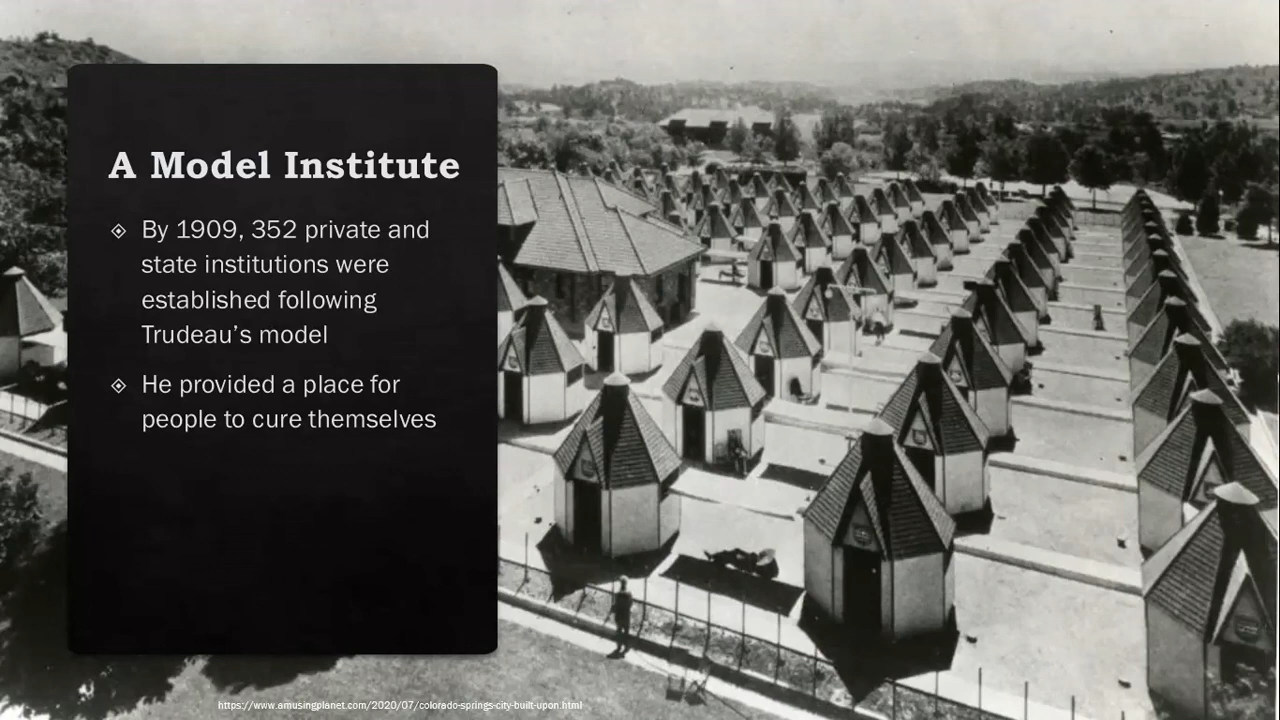 A Model Institute
By 1909, 352 private and
state institutions were
established following
Trudeau’s model
He provided a place for
people to cure themselves
https://www.amusingplanet.com/2020/07/colorado-springs-city-built-upon.html